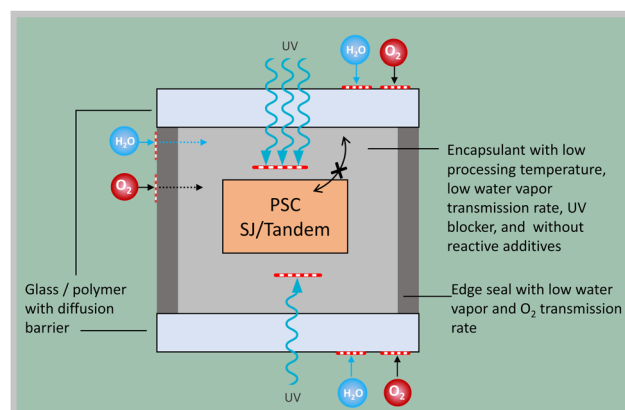 UV
H₂O
O₂
H₂O
O₂
Encapsulant with low
processing temperature,
low water vapor
transmission rate, UV
blocker, and without
reactive additives
PSC
SJ/Tandem
Glass / polymer
with diffusion
barrier
Edge seal with low water
vapor and O₂ transmission
rate
UV
H₂O
O₂